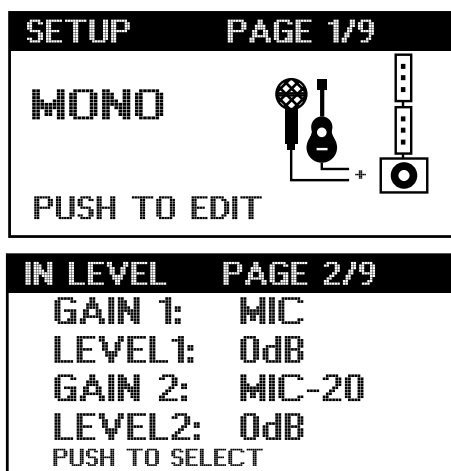 SETUP PAGE 1/9
MONO
+
PUSH TO EDIT
IN LEVEL PAGE 2/9
GAIN 1: MIC
LEVEL1: 0dB
GAIN 2: MIC-20
LEVEL2: 0dB
PUSH TO SELECT